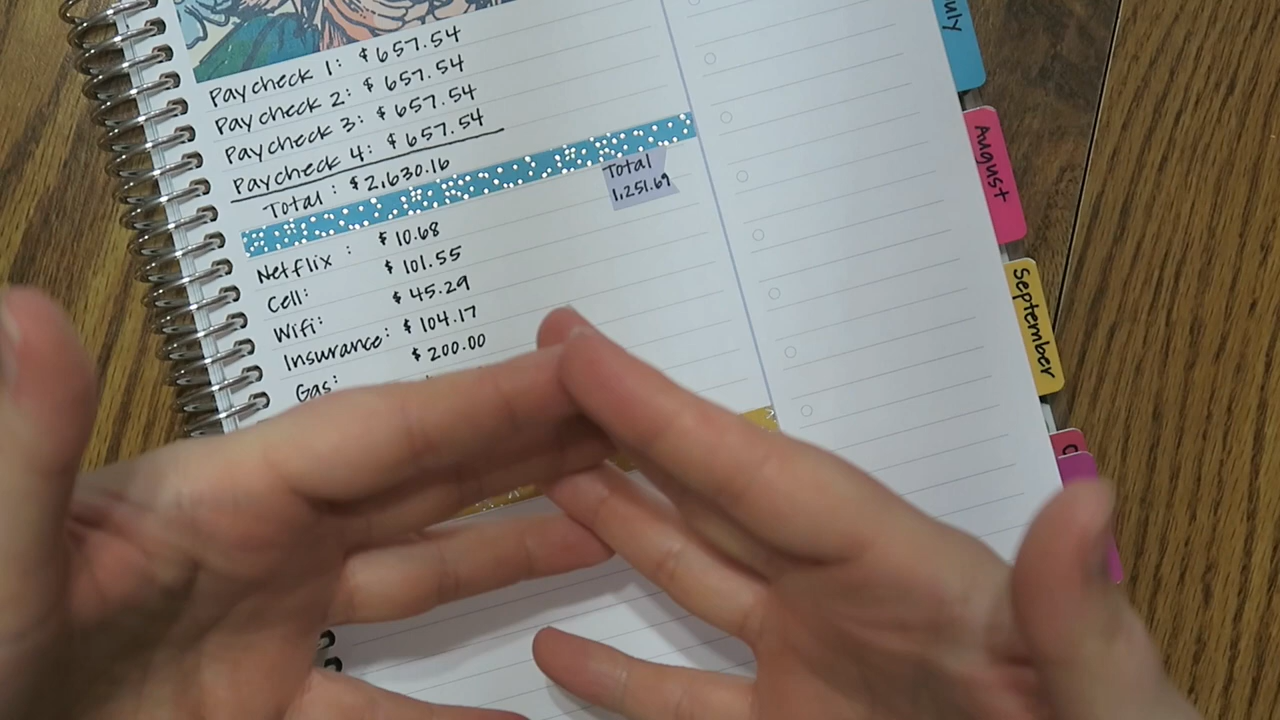 Paycheck 1: $657.54
Paycheck 2: $657.54
Paycheck 3: $657.54
Paycheck 4: $657.54
Total: $2,630.16
Total
1,251.69
Netflix: $10.68
Cell: $101.55
Wifi: $45.29
Insurance: $104.17
Gas: $200.00
August
September